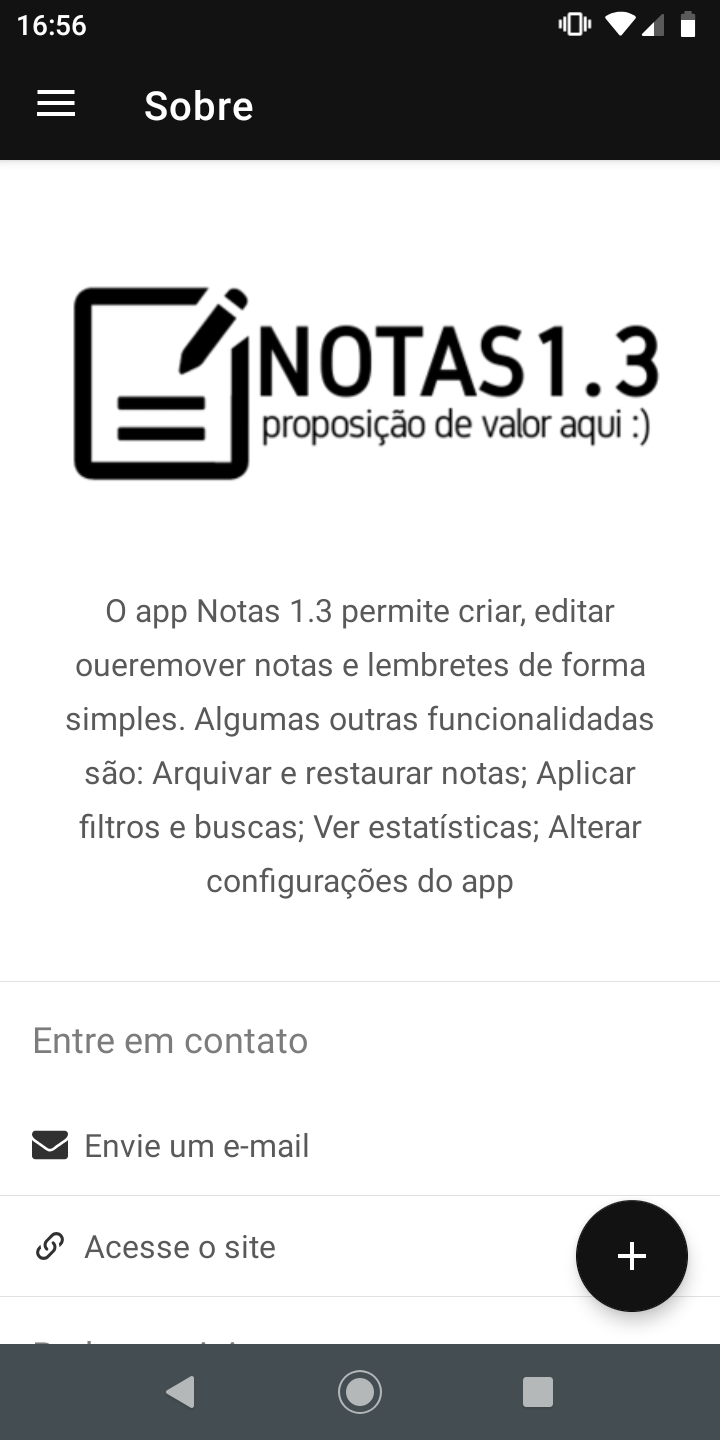 16:56
Sobre
NOTAS1.3
proposição de valor aqui :)
O app Notas 1.3 permite criar, editar
oueremover notas e lembretes de forma
simples. Algumas outras funcionalidadas
são: Arquivar e restaurar notas; Aplicar
filtros e buscas; Ver estatísticas; Alterar
configurações do app
Entre em contato
Envie um e-mail
Acesse o site